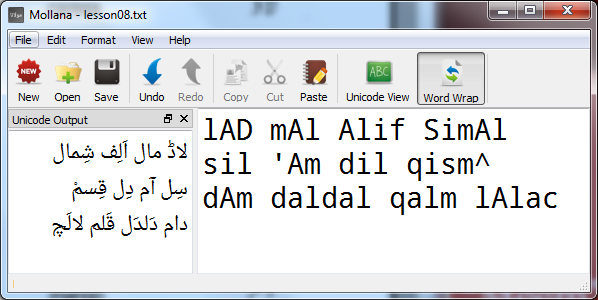 Mollana - lesson08.txt
File Edit Format View Help
New Open Save Undo Redo Copy Cut Paste Unicode View Word Wrap
Unicode Output
لاڈ مال اَلِف شِمال
سِل آم دِل قِسمْ
دام دَلدَل قَلم لالَچ
lAD mAl Alif SimAl
sil 'Am dil qism^
dAm daldal qalm lAlac